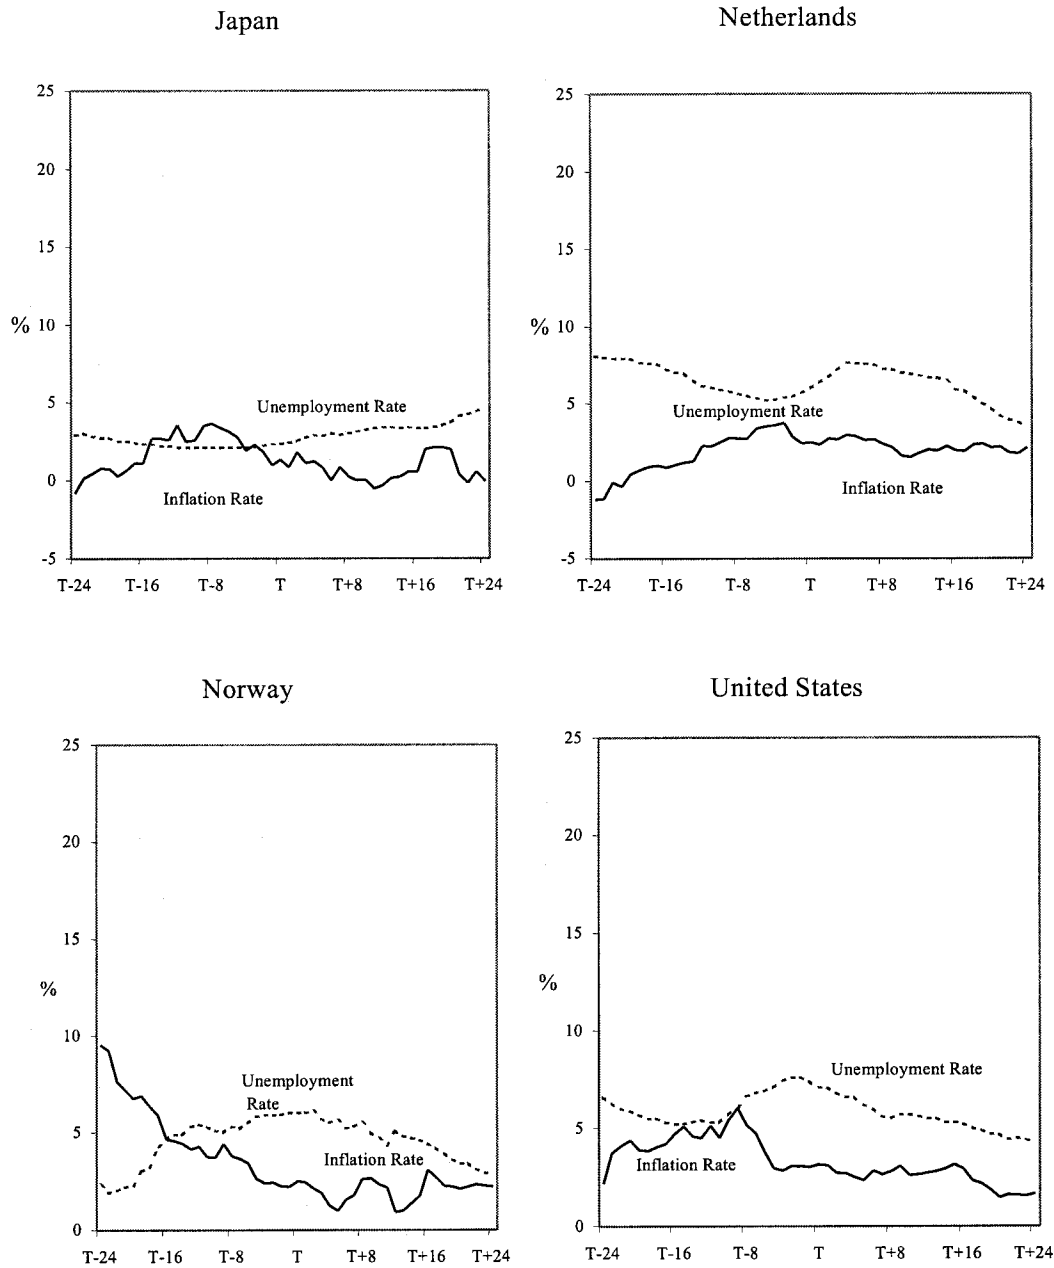 Japan
25
20
15
% 10
5
0
-5
Unemployment Rate
Inflation Rate
T-24 T-16 T-8 T T+8 T+16 T+24
Netherlands
25
20
15
% 10
5
0
-5
Unemployment Rate
Inflation Rate
T-24 T-16 T-8 T T+8 T+16 T+24
Norway
25
20
15
%
10
5
0
Unemployment
Rate
Inflation Rate
T-24 T-16 T-8 T T+8 T+16 T+24
United States
25
20
15
%
10
5
0
Unemployment Rate
Inflation Rate
T-24 T-16 T-8 T T+8 T+16 T+24